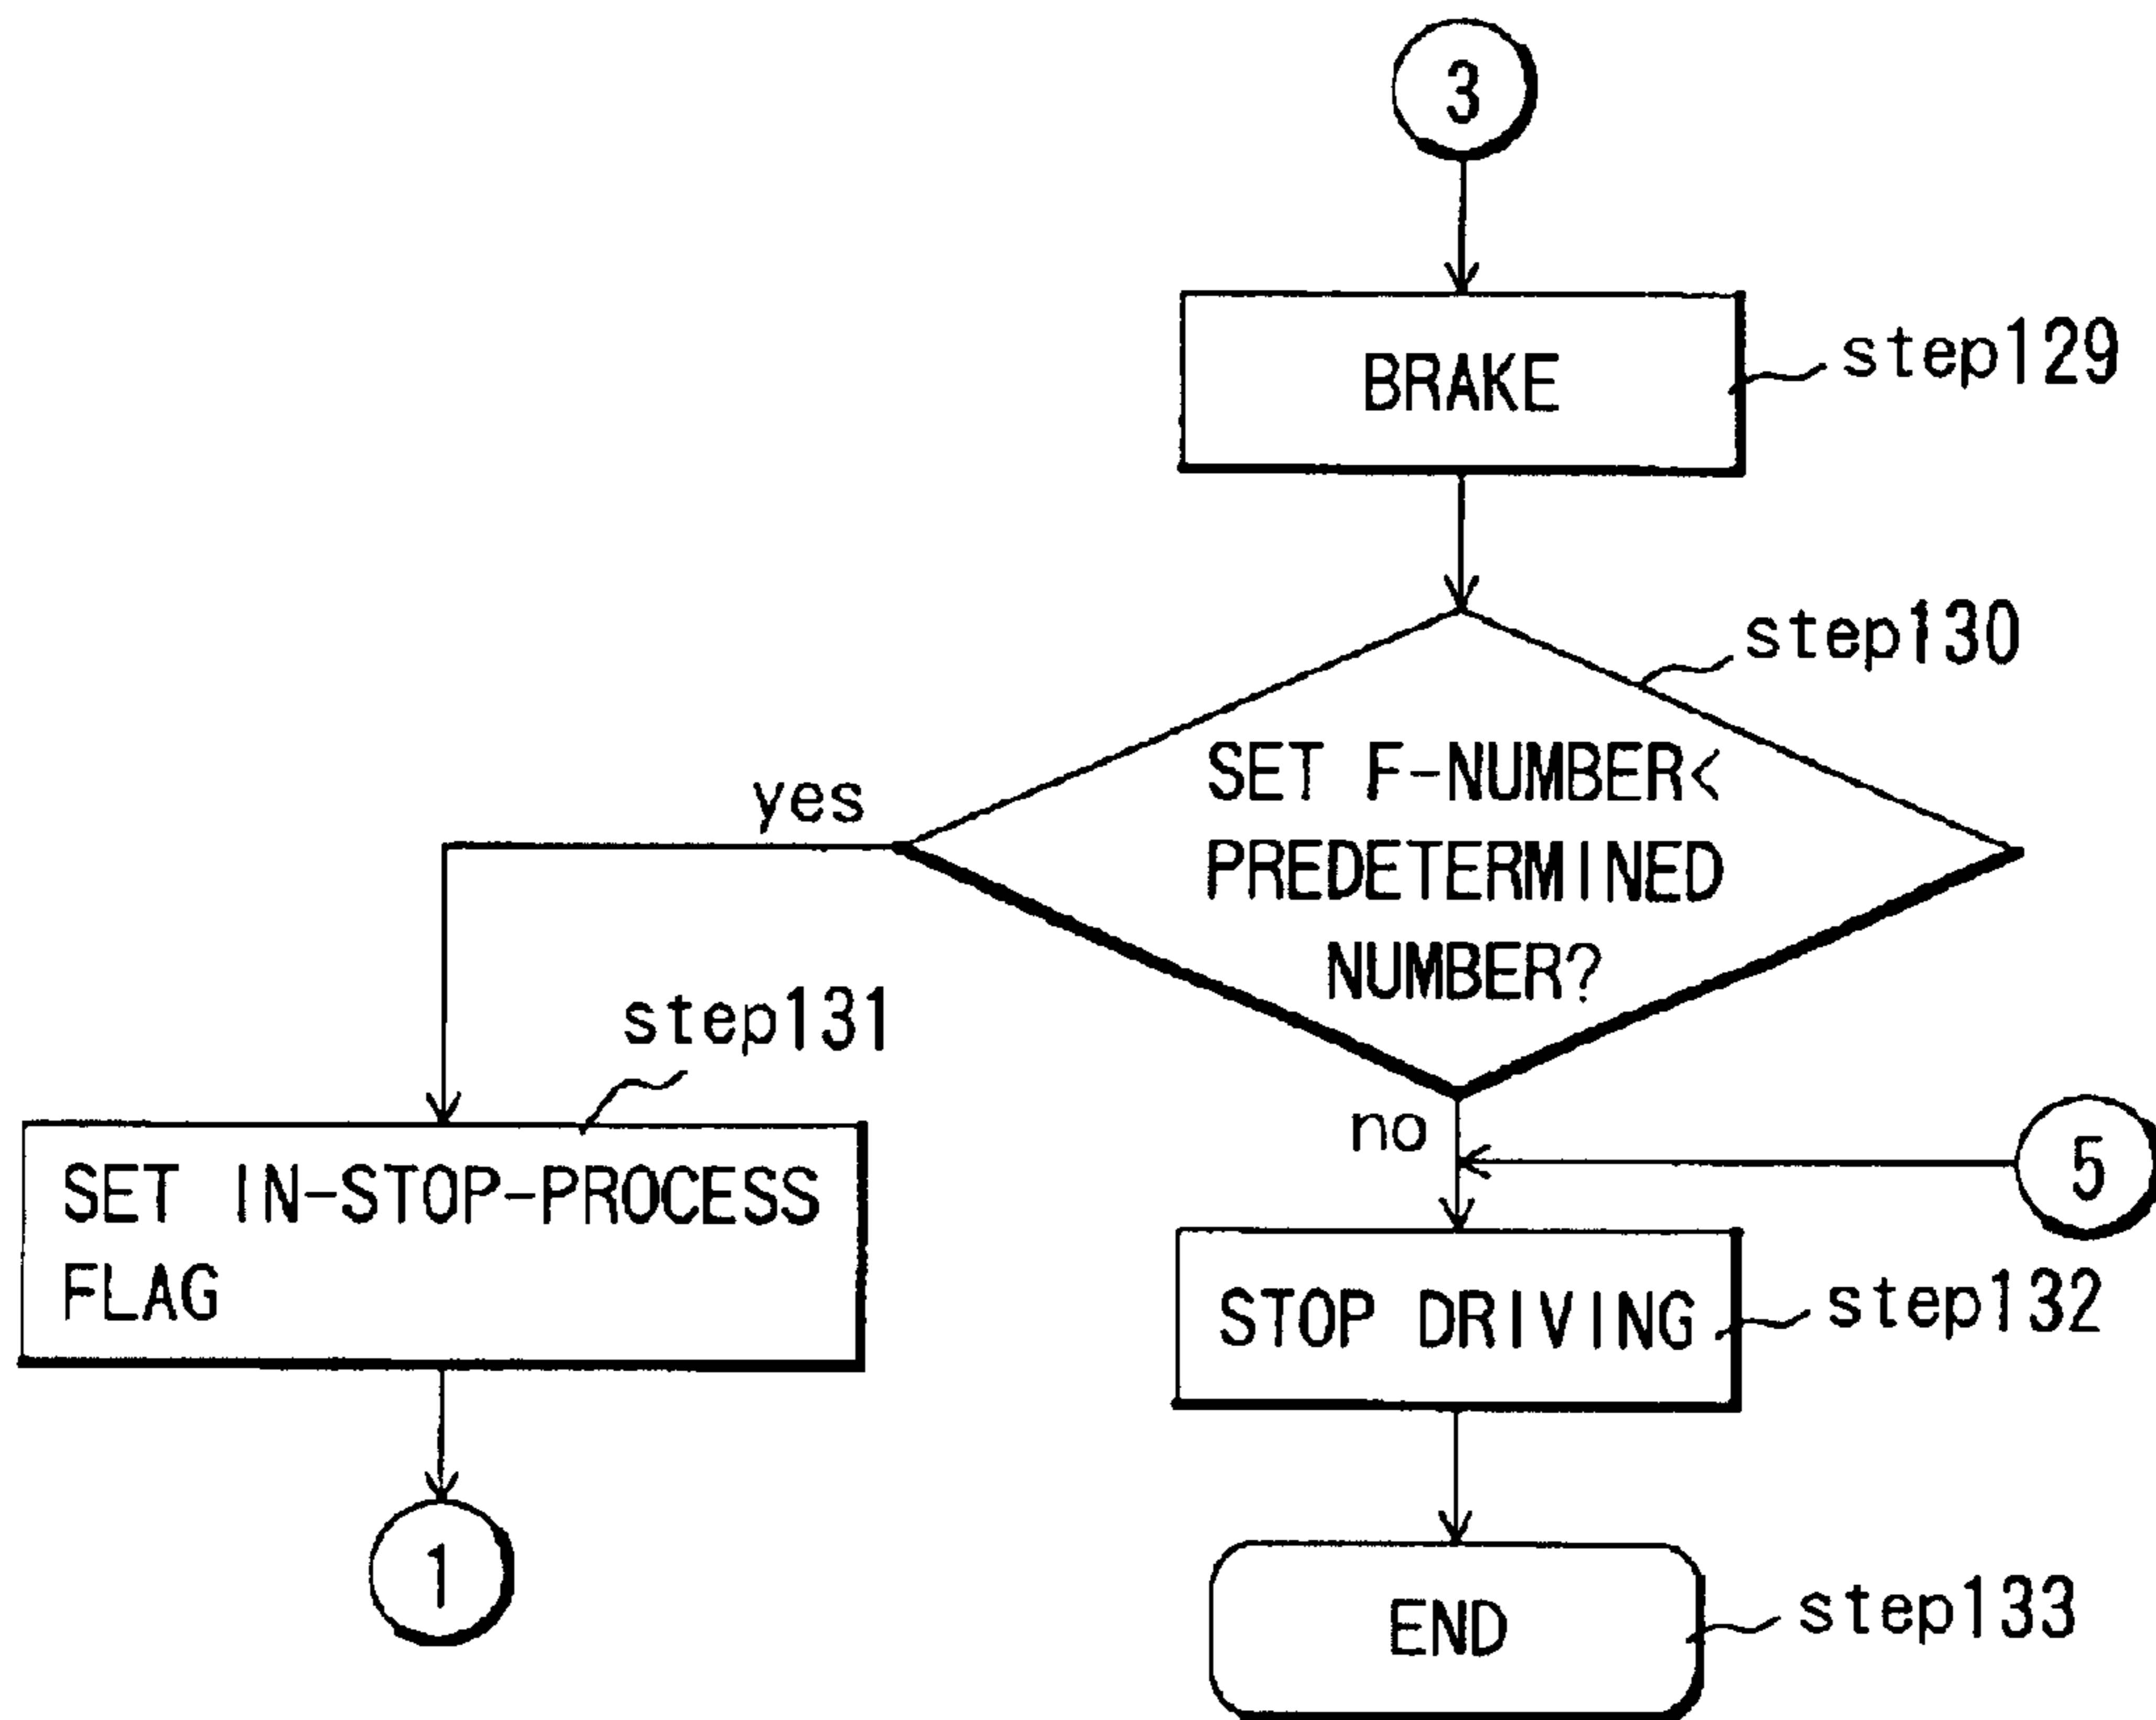 3
BRAKE
step129
step130
SET F-NUMBER<
PREDETERMINED
NUMBER?
yes
step131
SET IN-STOP-PROCESS
FLAG
1
no
5
STOP DRIVING
step132
END
step133